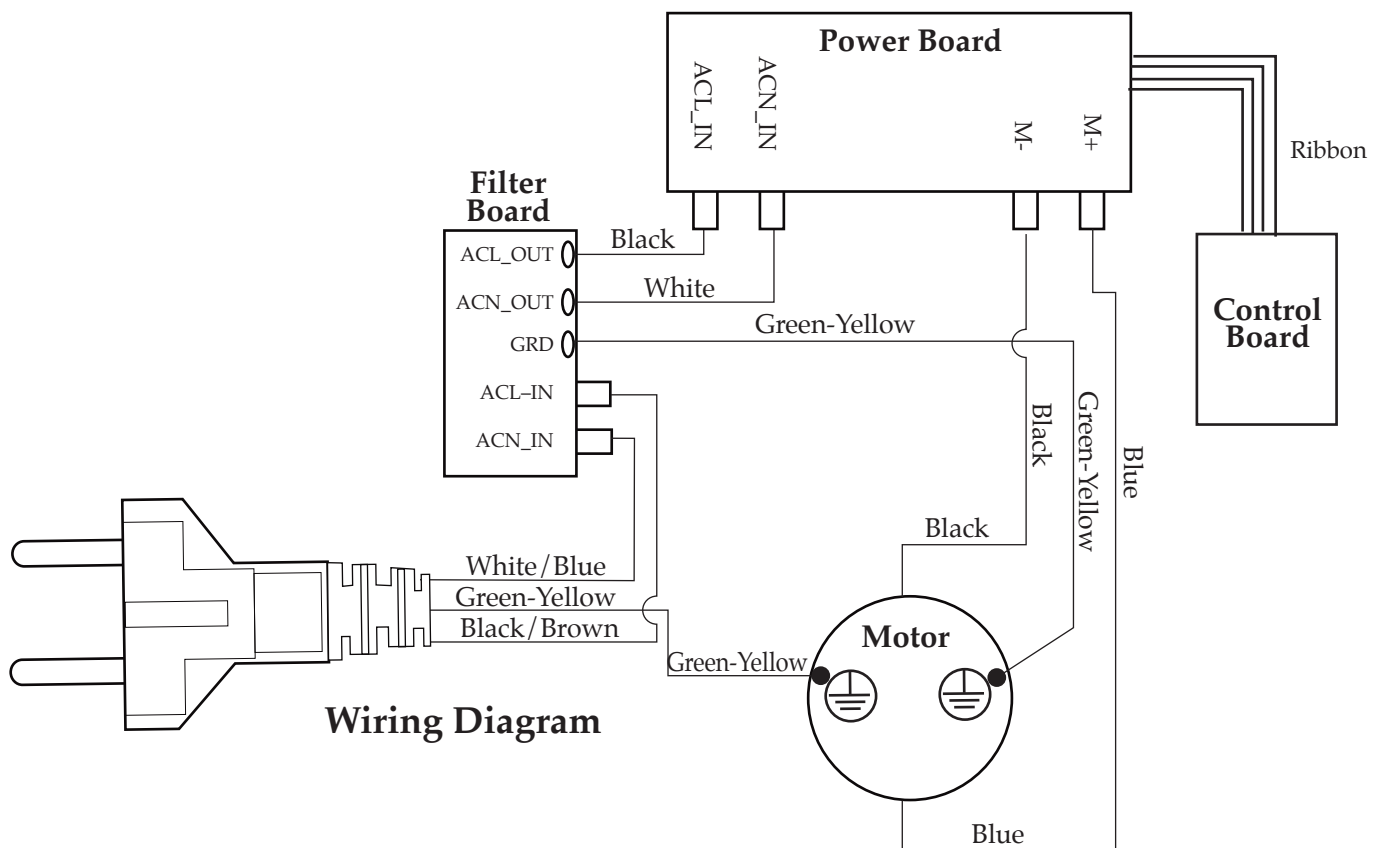 Power Board
ACL_IN
ACN_IN
M-
M+
Ribbon
Filter
Board
ACL_OUT
Black
ACN_OUT
White
GRD
Green-Yellow
ACL–IN
ACN_IN
Control
Board
Black
Green-Yellow
Blue
Black
White/Blue
Green-Yellow
Black/Brown
Motor
Green-Yellow
Wiring Diagram
Blue